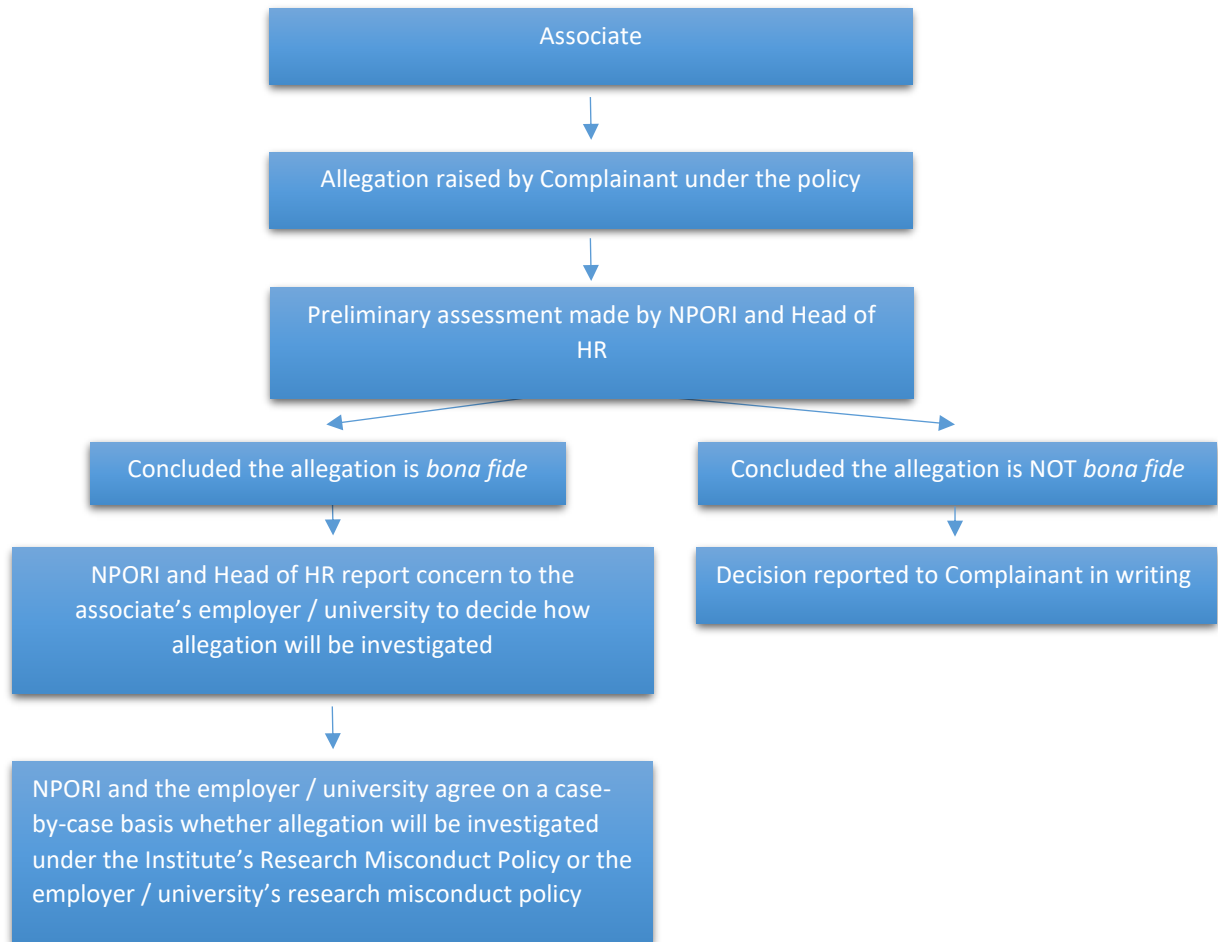 Associate
Allegation raised by Complainant under the policy
Preliminary assessment made by NPORI and Head of
HR
Concluded the allegation is bona fide
Concluded the allegation is NOT bona fide
NPORI and Head of HR report concern to the
associate’s employer / university to decide how
allegation will be investigated
Decision reported to Complainant in writing
NPORI and the employer / university agree on a case-
by-case basis whether allegation will be investigated
under the Institute’s Research Misconduct Policy or the
employer / university’s research misconduct policy